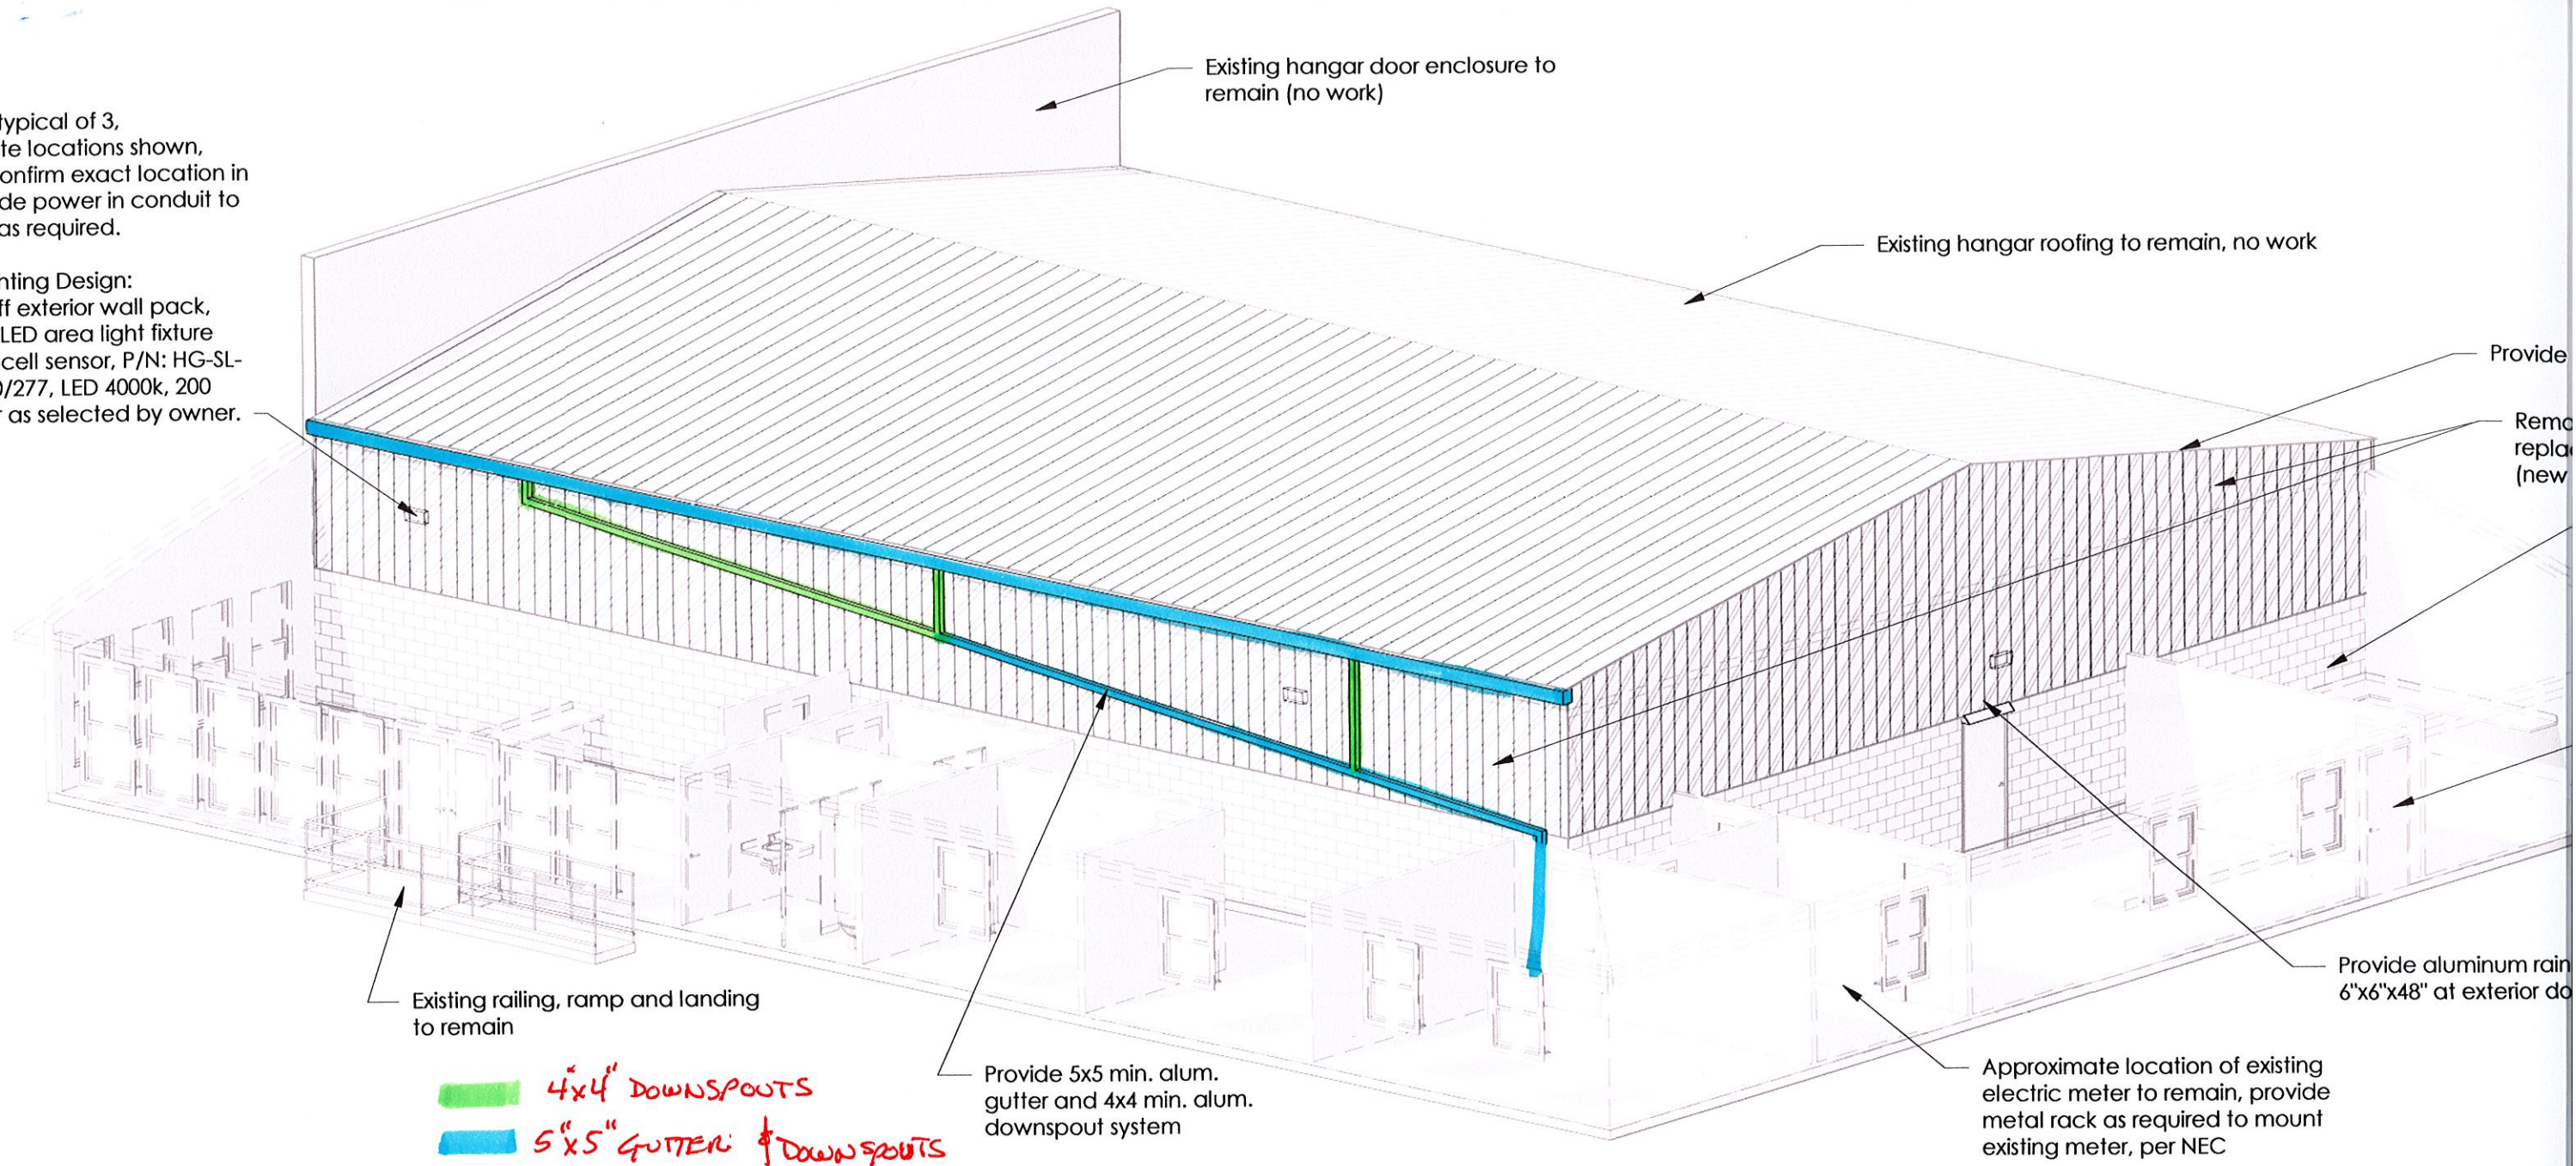 typical of 3,
te locations shown,
onfirm exact location in
de power in conduit to
as required.
nting Design:
ff exterior wall pack,
LED area light fixture
cell sensor, P/N: HG-SL-
0/277, LED 4000k, 200
r as selected by owner.
Existing hangar door enclosure to
remain (no work)
Existing hangar roofing to remain, no work
Provide
Remo
repla
(new
Existing railing, ramp and landing
to remain
4"x4" DOWNSPOUTS
5"x5" GUTTER & DOWNSPOUTS
Provide 5x5 min. alum.
gutter and 4x4 min. alum.
downspout system
Provide aluminum rain
6"x6"x48" at exterior do
Approximate location of existing
electric meter to remain, provide
metal rack as required to mount
existing meter, per NEC